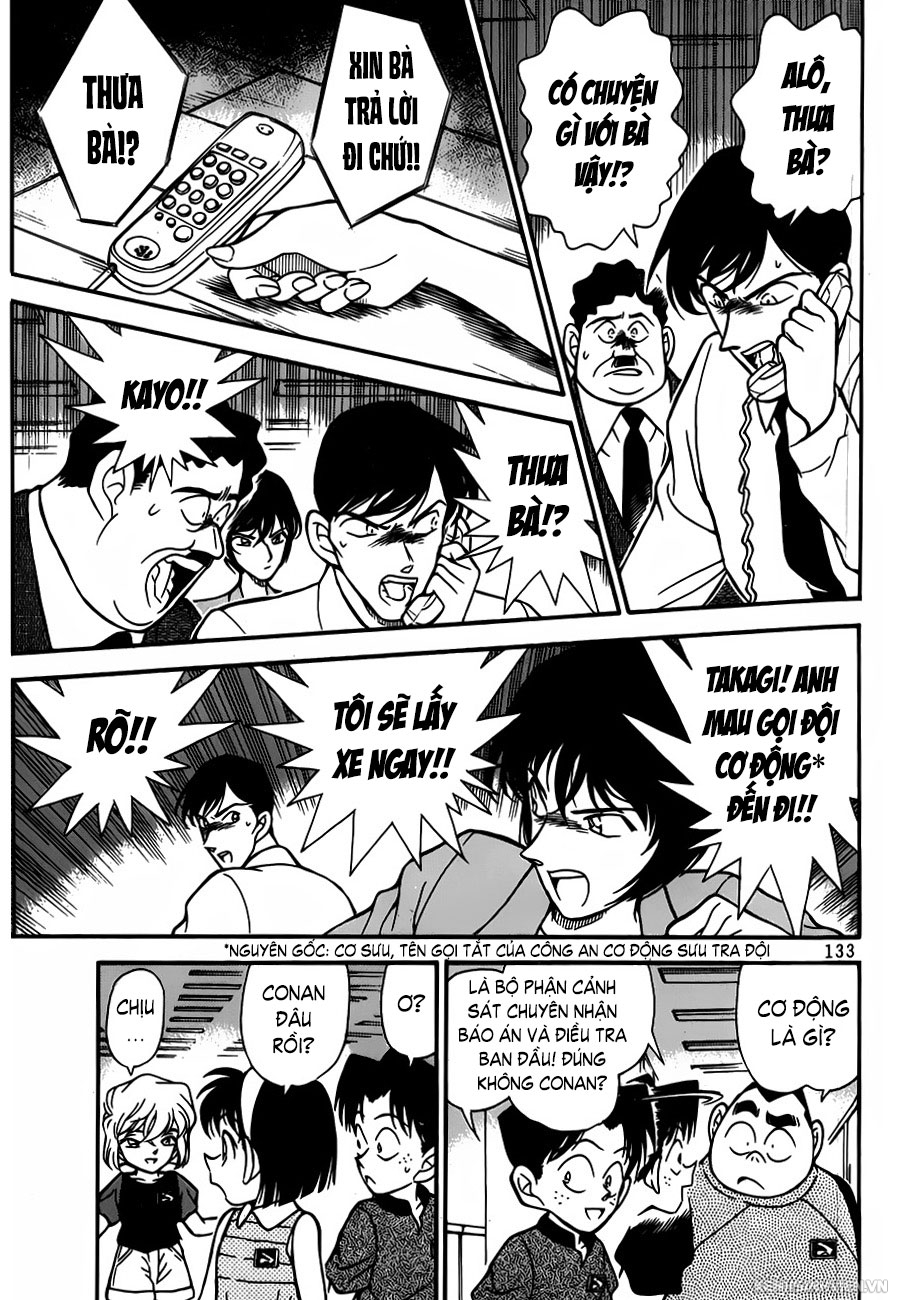 ALÔ,
THƯA
BÀ?
CÓ CHUYỆN
GÌ VỚI BÀ
VẬY!?
XIN BÀ
TRẢ LỜI
ĐI CHỨ!!
THƯA
BÀ!?
THƯA
BÀ!?
KAYO!!
TAKAGI! ANH
MAU GỌI ĐỘI
CƠ ĐỘNG*
ĐẾN ĐI!!
TÔI SẼ LẤY
XE NGAY!!
RÕ!!
*NGUYÊN GỐC: CƠ SƯU, TÊN GỌI TẮT CỦA CÔNG AN CƠ ĐỘNG SƯU TRA ĐỘI
133
CƠ ĐỘNG
LÀ GÌ?
LÀ BỘ PHẬN CẢNH
SÁT CHUYÊN NHẬN
BÁO ÁN VÀ ĐIỀU TRA
BAN ĐẦU! ĐÚNG
KHÔNG CONAN?
Ơ?
CONAN
ĐÂU
RỒI?
CHỊU
...